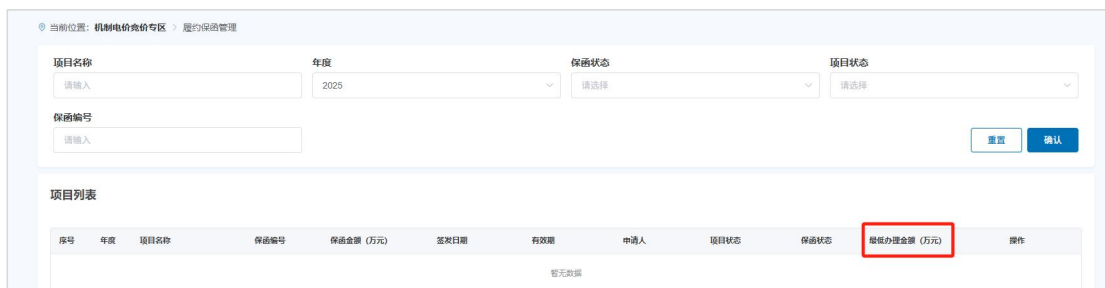 当前位置：机制电价竞价专区 > 履约保函管理
项目名称 年度 保函状态 项目状态
请输入 2025 请选择 请选择
保函编号
请输入 重置 确认
项目列表
序号 年度 项目名称 保函编号 保函金额（万元） 签发日期 有效期 申请人 项目状态 保函状态 最低办理金额（万元） 操作
暂无数据